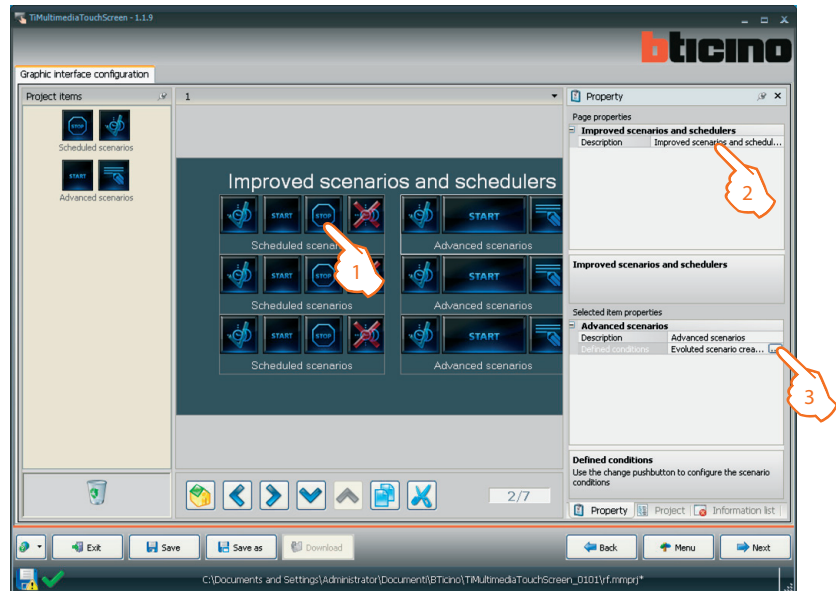 TiMultimediaTouchScreen - 1.1.9
bticino
Graphic interface configuration
Project items
STOP
Scheduled scenarios
START
Advanced scenarios
1
Improved scenarios and schedulers
START STOP START
Scheduled scenarios Advanced scenarios
START STOP START
Scheduled scenarios Advanced scenarios
START STOP START
Scheduled scenarios Advanced scenarios
1
2/7
Property
Page properties
Improved scenarios and schedulers
Description Improved scenarios and schedul...
2
Improved scenarios and schedulers
Selected item properties
Advanced scenarios
Description Advanced scenarios
Defined conditions Evoluted scenario crea... ...
3
Defined conditions
Use the change pushbutton to configure the scenario
conditions
Property Project Information list
Exit Save Save as Download Back Menu Next
C:\Documents and Settings\Administrator\Documenti\BTicino\TiMultimediaTouchScreen_0101\rf.mmprj*